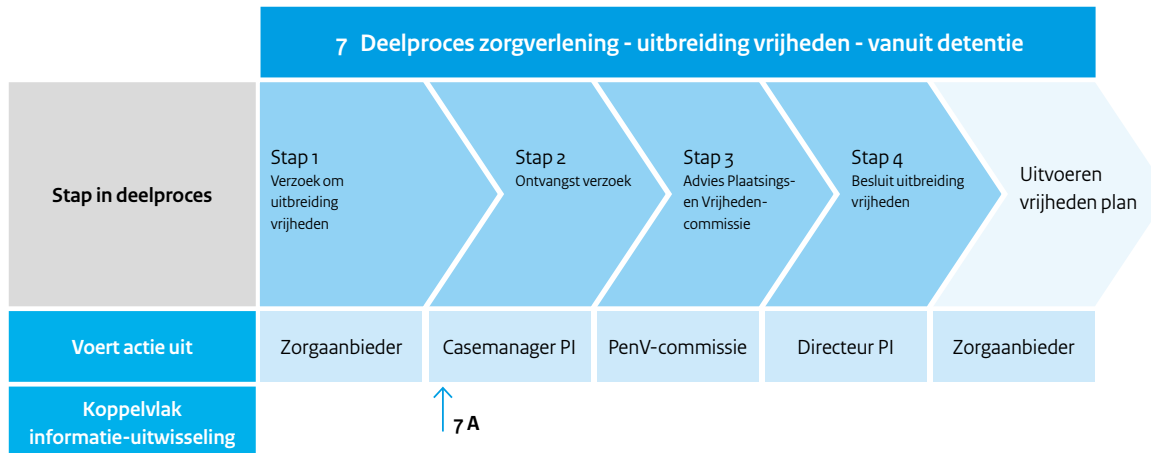 7 Deelproces zorgverlening - uitbreiding vrijheden - vanuit detentie
Stap in deelproces
Stap 1
Verzoek om
uitbreiding
vrijheden
Stap 2
Ontvangst verzoek
Stap 3
Advies Plaatsings-
en Vrijheden-
commissie
Stap 4
Besluit uitbreiding
vrijheden
Uitvoeren
vrijheden plan
Voert actie uit
Zorgaanbieder
Casemanager PI
PenV-commissie
Directeur PI
Zorgaanbieder
Koppelvlak
informatie-uitwisseling
7 A